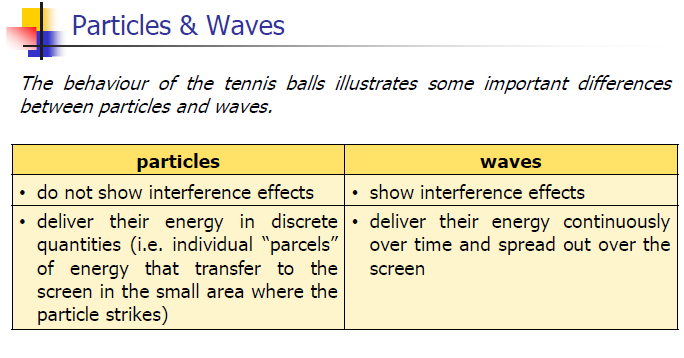 Particles & Waves
The behaviour of the tennis balls illustrates some important differences
between particles and waves.
particles
waves
• do not show interference effects
• show interference effects
• deliver their energy in discrete
quantities (i.e. individual “parcels”
of energy that transfer to the
screen in the small area where the
particle strikes)
• deliver their energy continuously
over time and spread out over the
screen